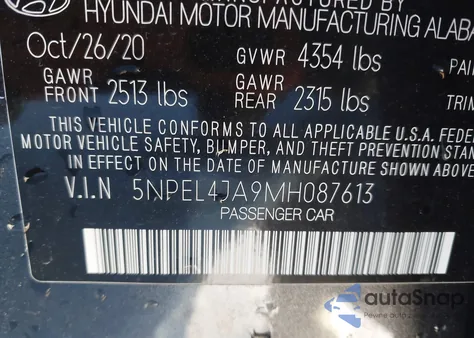 HYUNDAI MOTOR MANUFACTURING ALABA
Oct/26/20 GVWR 4354 lbs PAI
GAWR FRONT 2513 lbs GAWR REAR 2315 lbs TRIM
THIS VEHICLE CONFORMS TO ALL APPLICABLE U.S.A. FEDE
MOTOR VEHICLE SAFETY, BUMPER, AND THEFT PREVENTION STAN
IN EFFECT ON THE DATE OF MANUFACTURE SHOWN ABOVE.
V.I.N 5NPEL4JA9MH087613
PASSENGER CAR
autoSnap